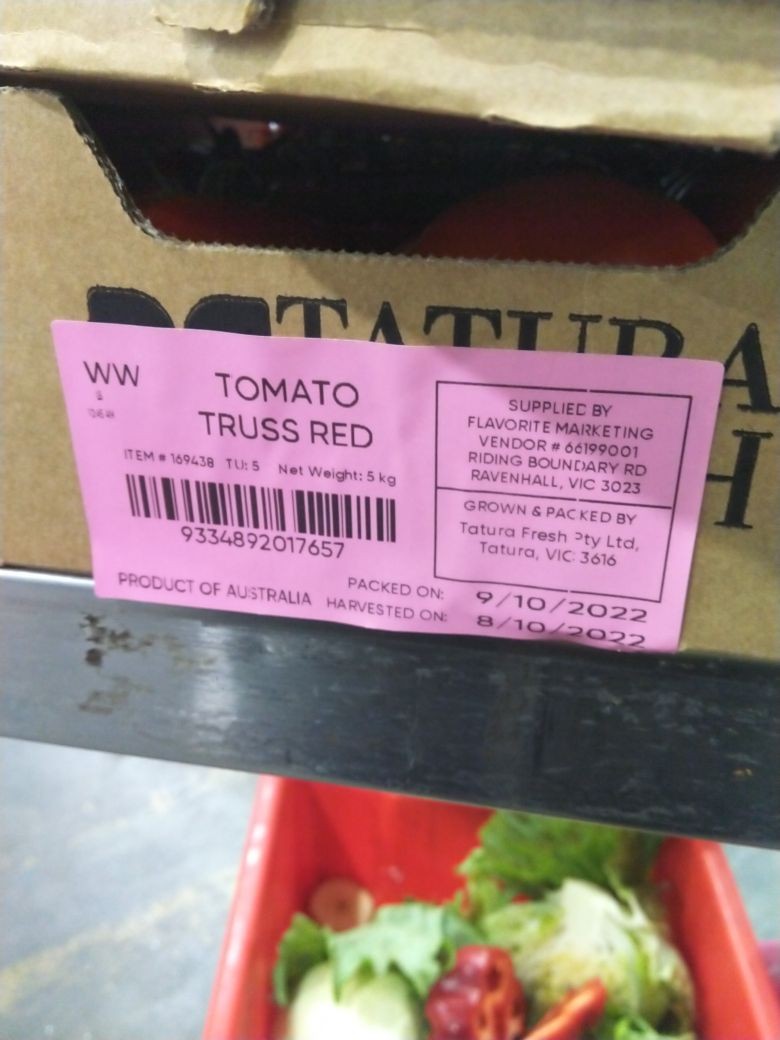 TATURA
H
WW
TOMATO
TRUSS RED
ITEM # 169438 TU: 5 Net Weight: 5 kg
9334892017657
PRODUCT OF AUSTRALIA
PACKED ON: 9/10/2022
HARVESTED ON: 8/10/2022
SUPPLIED BY
FLAVORITE MARKETING
VENDOR # 66199001
RIDING BOUNDARY RD
RAVENHALL, VIC 3023
GROWN & PACKED BY
Tatura Fresh Pty Ltd,
Tatura, VIC 3616